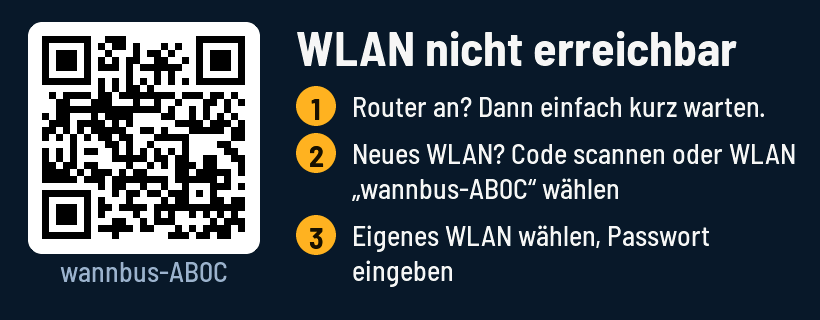 WLAN nicht erreichbar
1 Router an? Dann einfach kurz warten.
2 Neues WLAN? Code scannen oder WLAN
„wannbus-AB0C“ wählen
3 Eigenes WLAN wählen, Passwort
eingeben
wannbus-AB0C